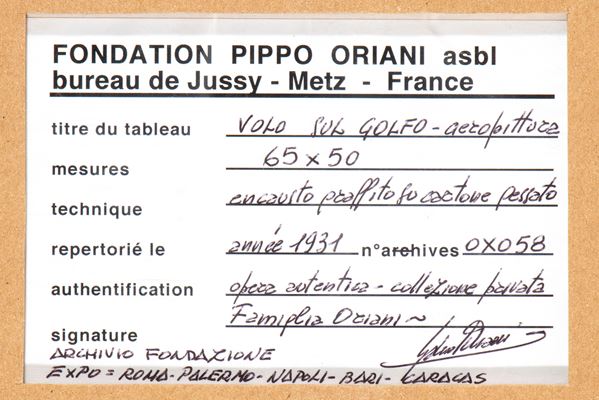 FONDATION PIPPO ORIANI asbl
bureau de Jussy - Metz - France
titre du tableau VOLO SUL GOLFO - aeropittura
mesures 65 x 50
technique encausto graffito su cartone pessato
repertorié le année 1931 n°archives 0X058
authentification opera autentica - collezione privata
Famiglia Oriani ~
signature
ARCHIVIO FONDAZIONE
EXPO = ROMA - PALERMO - NAPOLI - BARI - CARACAS